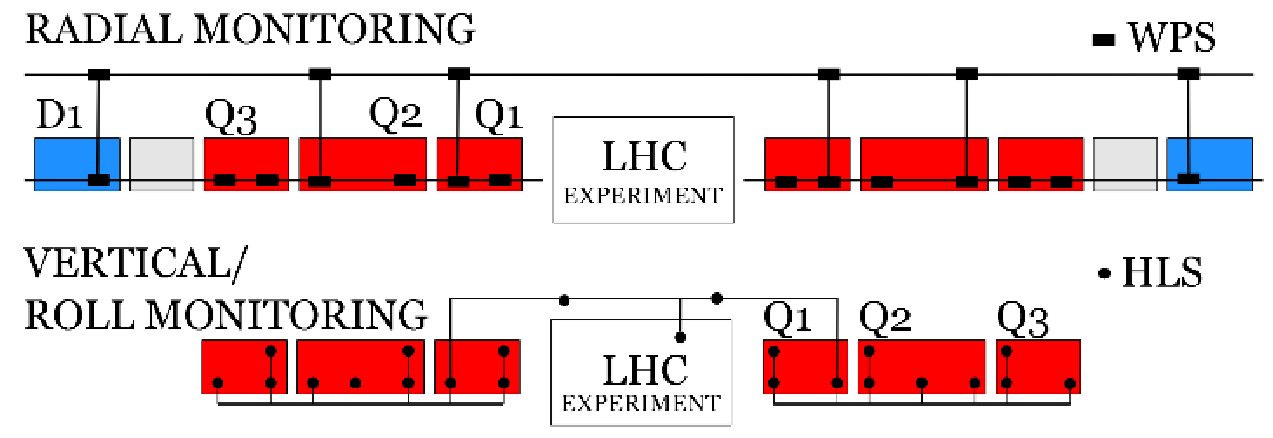 RADIAL MONITORING
WPS
D1 Q3 Q2 Q1
LHC
EXPERIMENT
VERTICAL/
ROLL MONITORING
HLS
Q1 Q2 Q3
LHC
EXPERIMENT